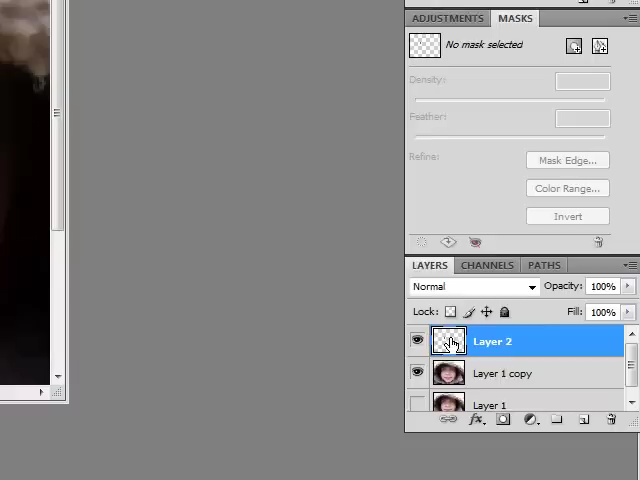 ADJUSTMENTS MASKS
No mask selected
Density:
Feather:
Refine: Mask Edge...
Color Range...
Invert
LAYERS CHANNELS PATHS
Normal Opacity: 100%
Lock: Fill: 100%
Layer 2
Layer 1 copy
Layer 1
fx